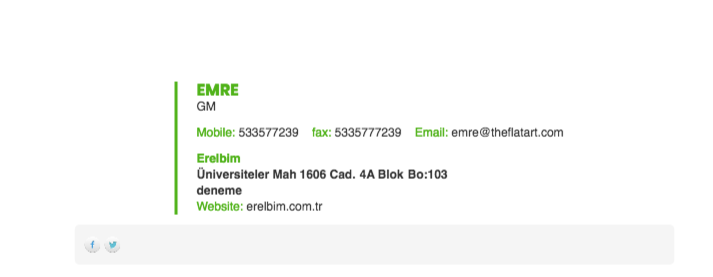 EMRE
GM
Mobile: 533577239 fax: 5335777239 Email: emre@theflatart.com
Erelbim
Üniversiteler Mah 1606 Cad. 4A Blok Bo:103
deneme
Website: erelbim.com.tr